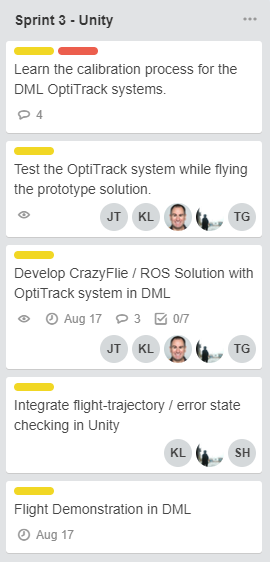 Sprint 3 - Unity
Learn the calibration process for the
DML OptiTrack systems.
4
Test the OptiTrack system while flying
the prototype solution.
JT KL TG
Develop CrazyFlie / ROS Solution with
OptiTrack system in DML
Aug 17 3 0/7
JT KL TG
Integrate flight-trajectory / error state
checking in Unity
KL SH
Flight Demonstration in DML
Aug 17